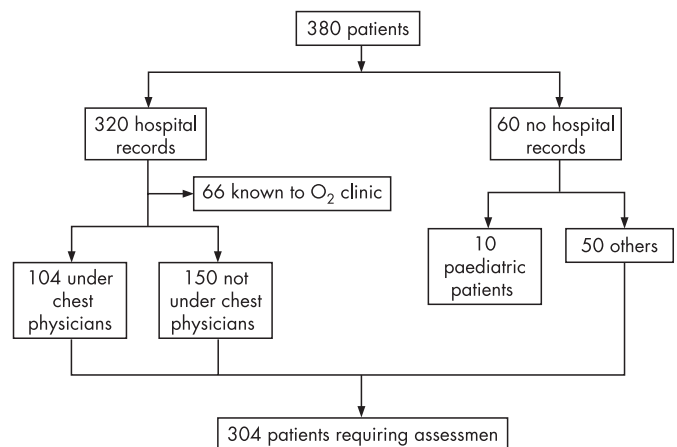 380 patients
320 hospital
records
60 no hospital
records
66 known to O₂ clinic
10
paediatric
patients
50 others
104 under
chest
physicians
150 not
under chest
physicians
304 patients requiring assessmen